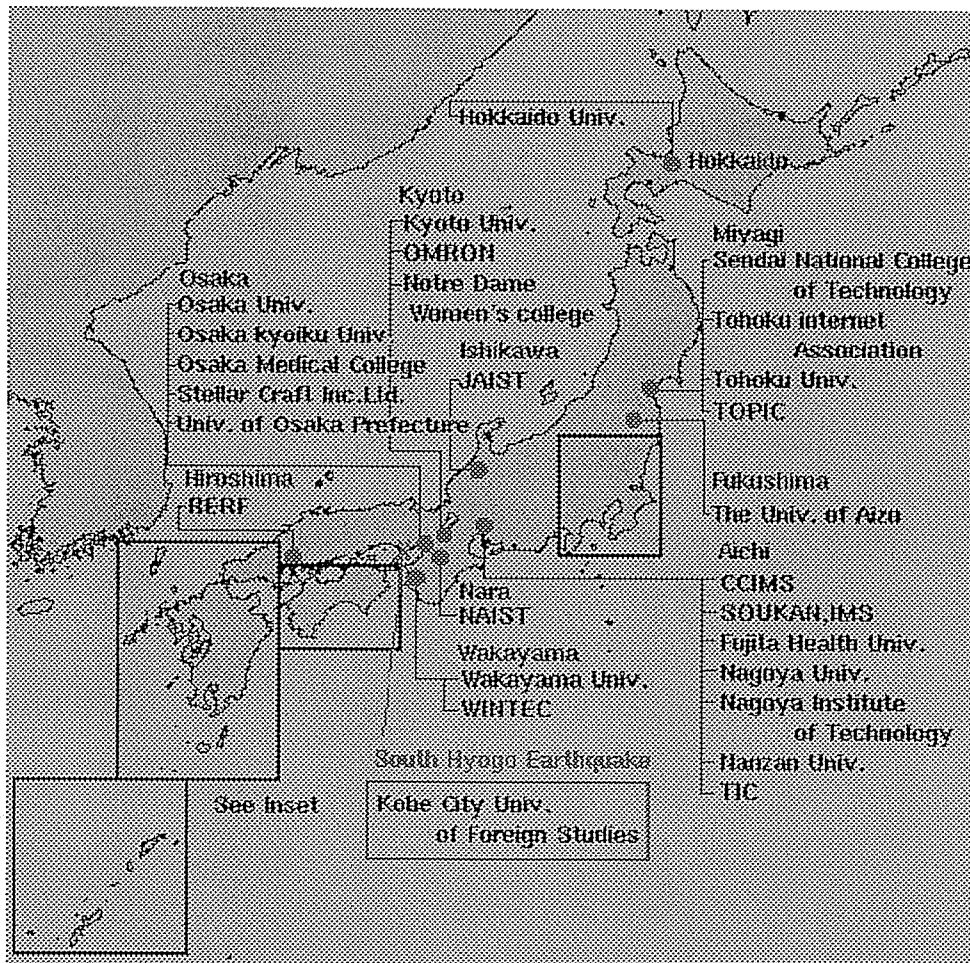 Hokkaido Univ.
Hokkaido
Kyoto
Kyoto Univ.
OMRON
Notre Dame
Women's college
Miyagi
Sendai National College
of Technology
Tohoku internet
Association
Tohoku Univ.
TOPIC
Osaka
Osaka Univ.
Osaka kyoiku Univ
Osaka Medical College
Stellar Craft Inc.Ltd.
Univ. of Osaka Prefecture
Ishikawa
JAIST
Hiroshima
BERF
Fukushima
The Univ. of Aizo
Aichi
CCIMS
SOUKAN,IMS
Fujita Health Univ.
Nagoya Univ.
Nagoya Institute
of Technology
Nanzan Univ.
TIC
Nara
NAIST
Wakayama
Wakayama Univ.
WINTEC
South Hyogo Earthquake
See Inset
Kobe City Univ.
of Foreign Studies